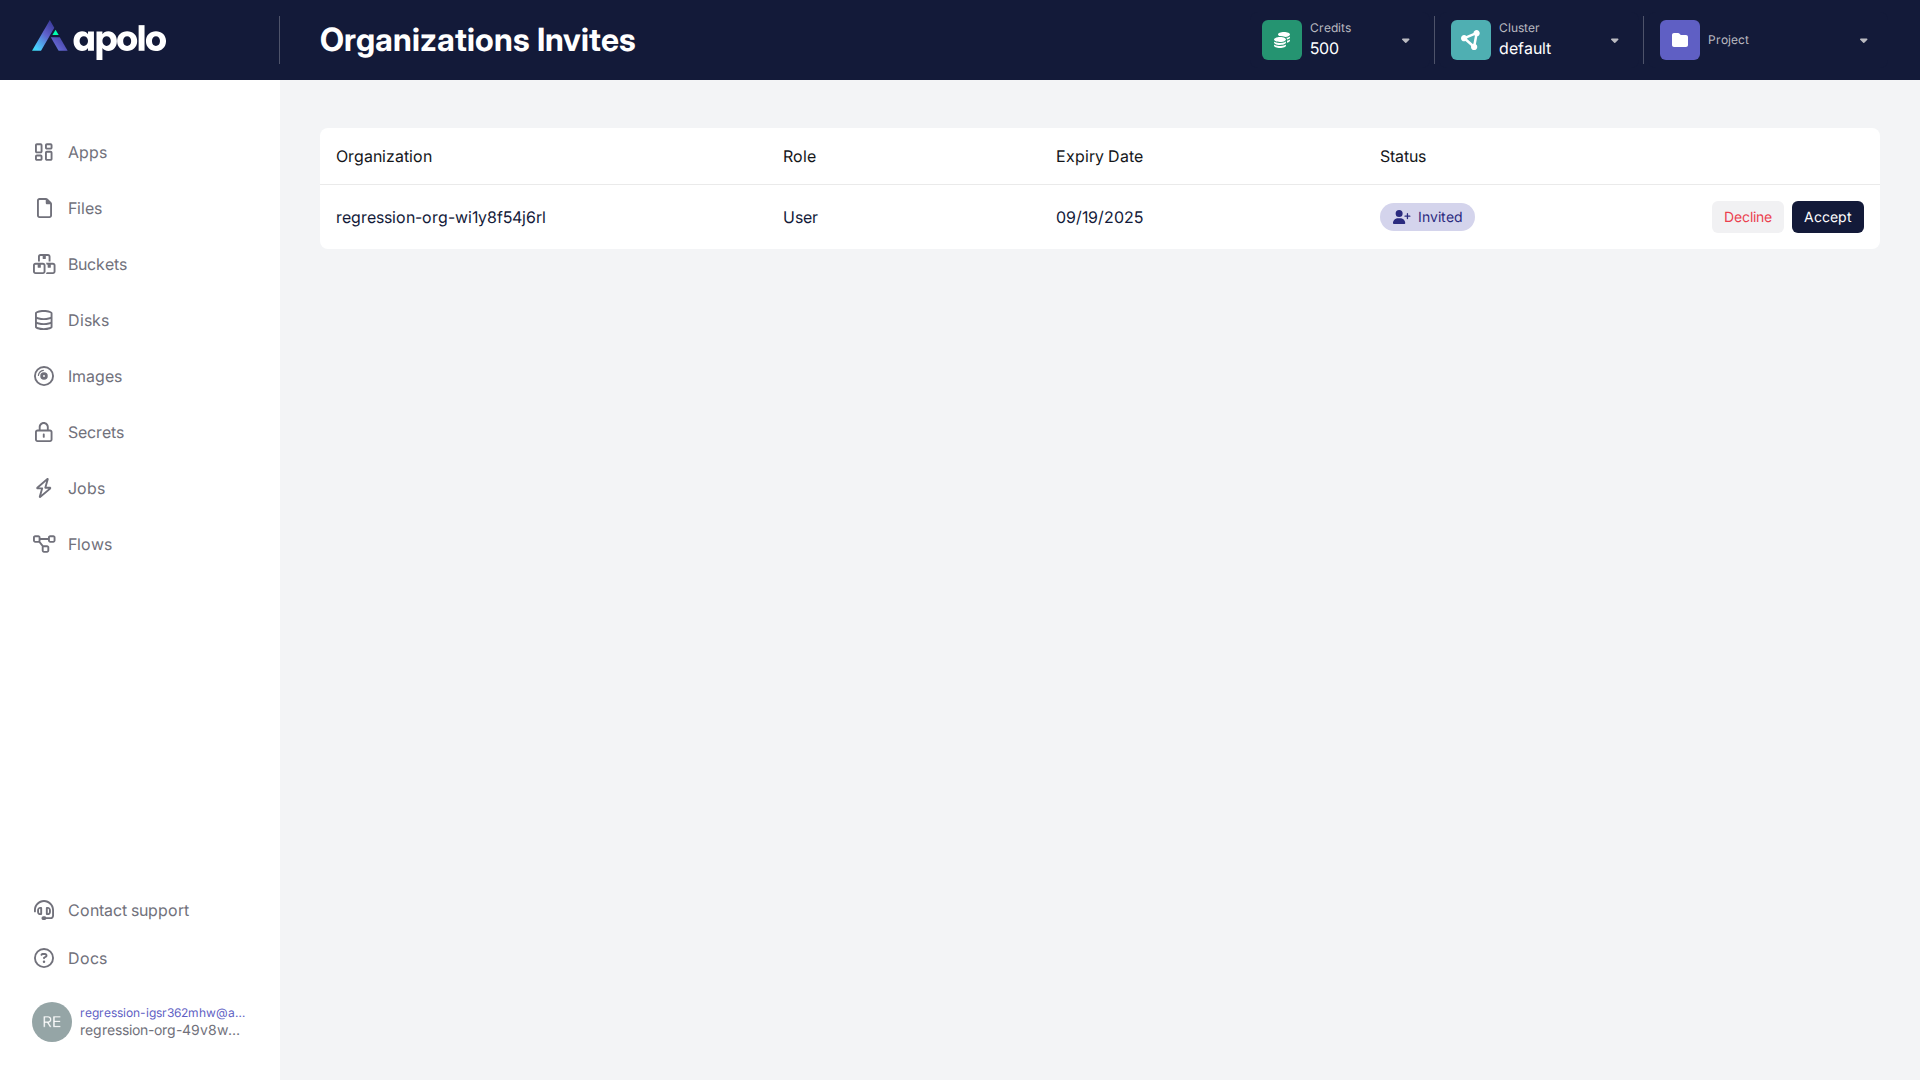 apolo
Organizations Invites
Credits
500
Cluster
default
Project
Apps
Files
Buckets
Disks
Images
Secrets
Jobs
Flows
Organization Role Expiry Date Status
regression-org-wi1y8f54j6rl User 09/19/2025 Invited Decline Accept
Contact support
Docs
RE
regression-igsr362mhw@a...
regression-org-49v8w...